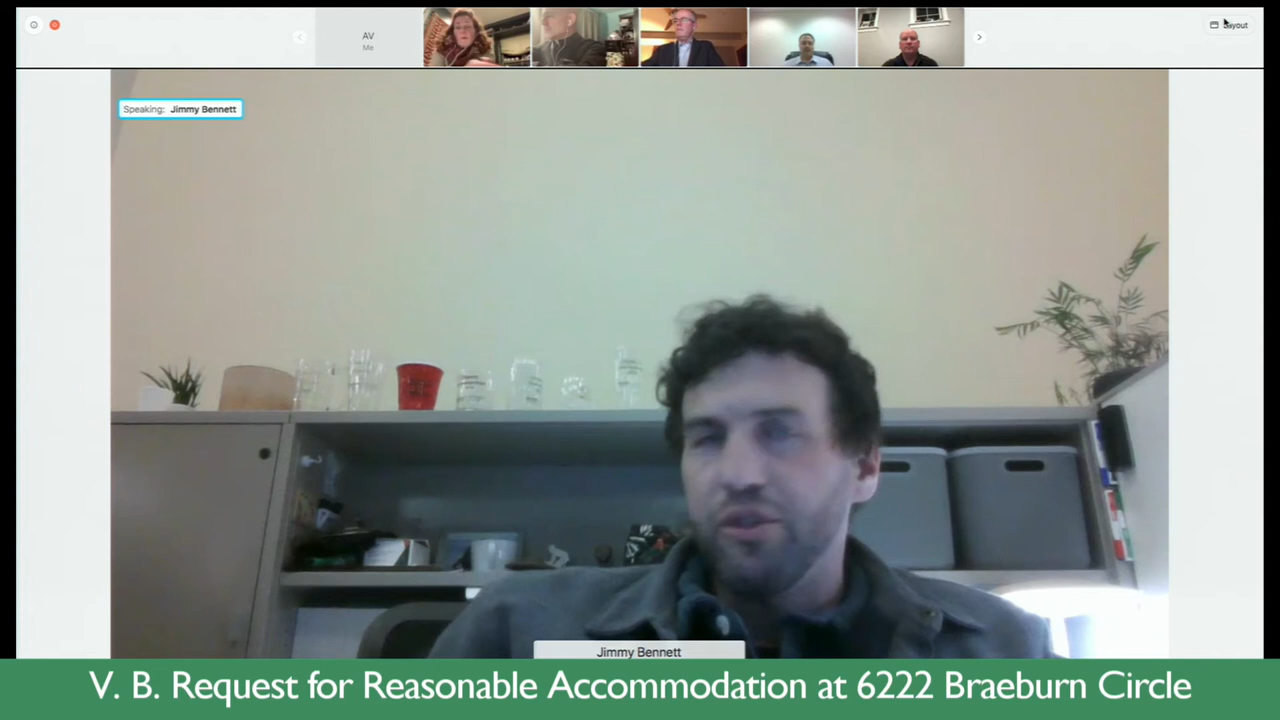 AV
Me
Layout
Speaking: Jimmy Bennett
Jimmy Bennett
V. B. Request for Reasonable Accommodation at 6222 Braeburn Circle